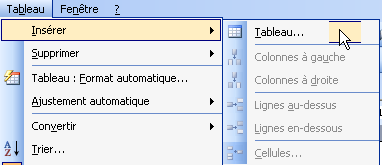 Tableau Fenêtre ?
Insérer
Supprimer
Tableau : Format automatique...
Ajustement automatique
Convertir
Trier...
Tableau...
Colonnes à gauche
Colonnes à droite
Lignes au-dessus
Lignes en-dessous
Cellules...